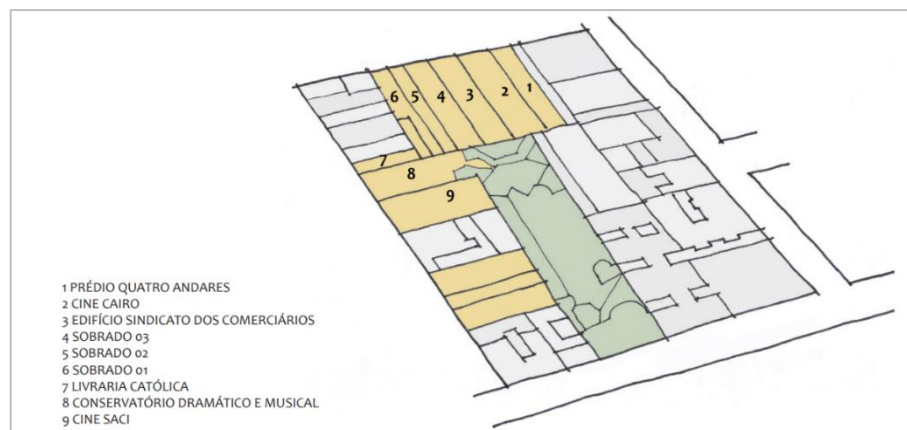 6 5 4 3 2 1
7
8
9
1 PRÉDIO QUATRO ANDARES
2 CINE CAIRO
3 EDIFÍCIO SINDICATO DOS COMERCIÁRIOS
4 SOBRADO 03
5 SOBRADO 02
6 SOBRADO 01
7 LIVRARIA CATÓLICA
8 CONSERVATÓRIO DRAMÁTICO E MUSICAL
9 CINE SACI